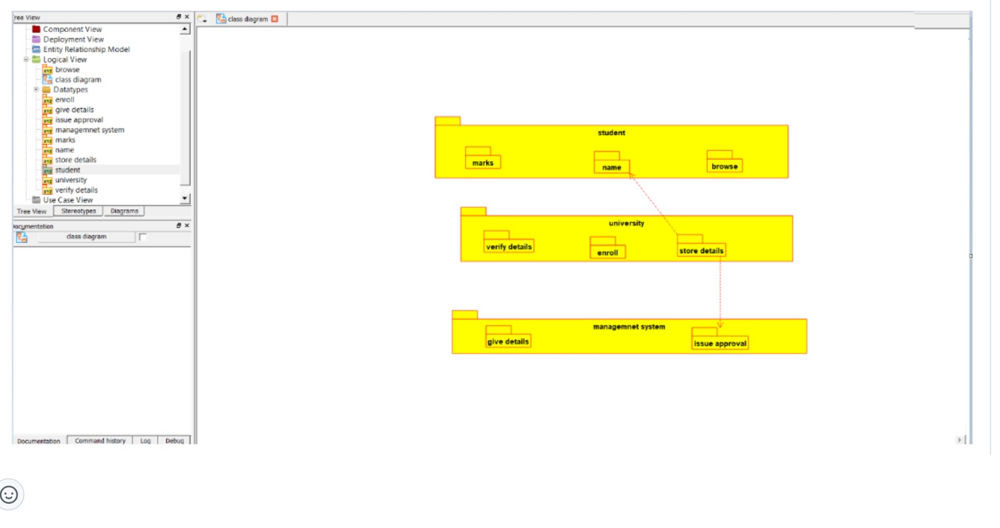 ree View
class diagram
Component View
Deployment View
Entity Relationship Model
Logical View
browse
class diagram
Datatypes
enroll
give details
issue approval
managemnet system
marks
name
store details
student
university
verify details
Use Case View
Tree View Stereotypes Diagrams
ocumentation
class diagram
Documentation Command history Log Debug
student
marks name browse
university
verify details enroll store details
managemnet system
give details issue approval